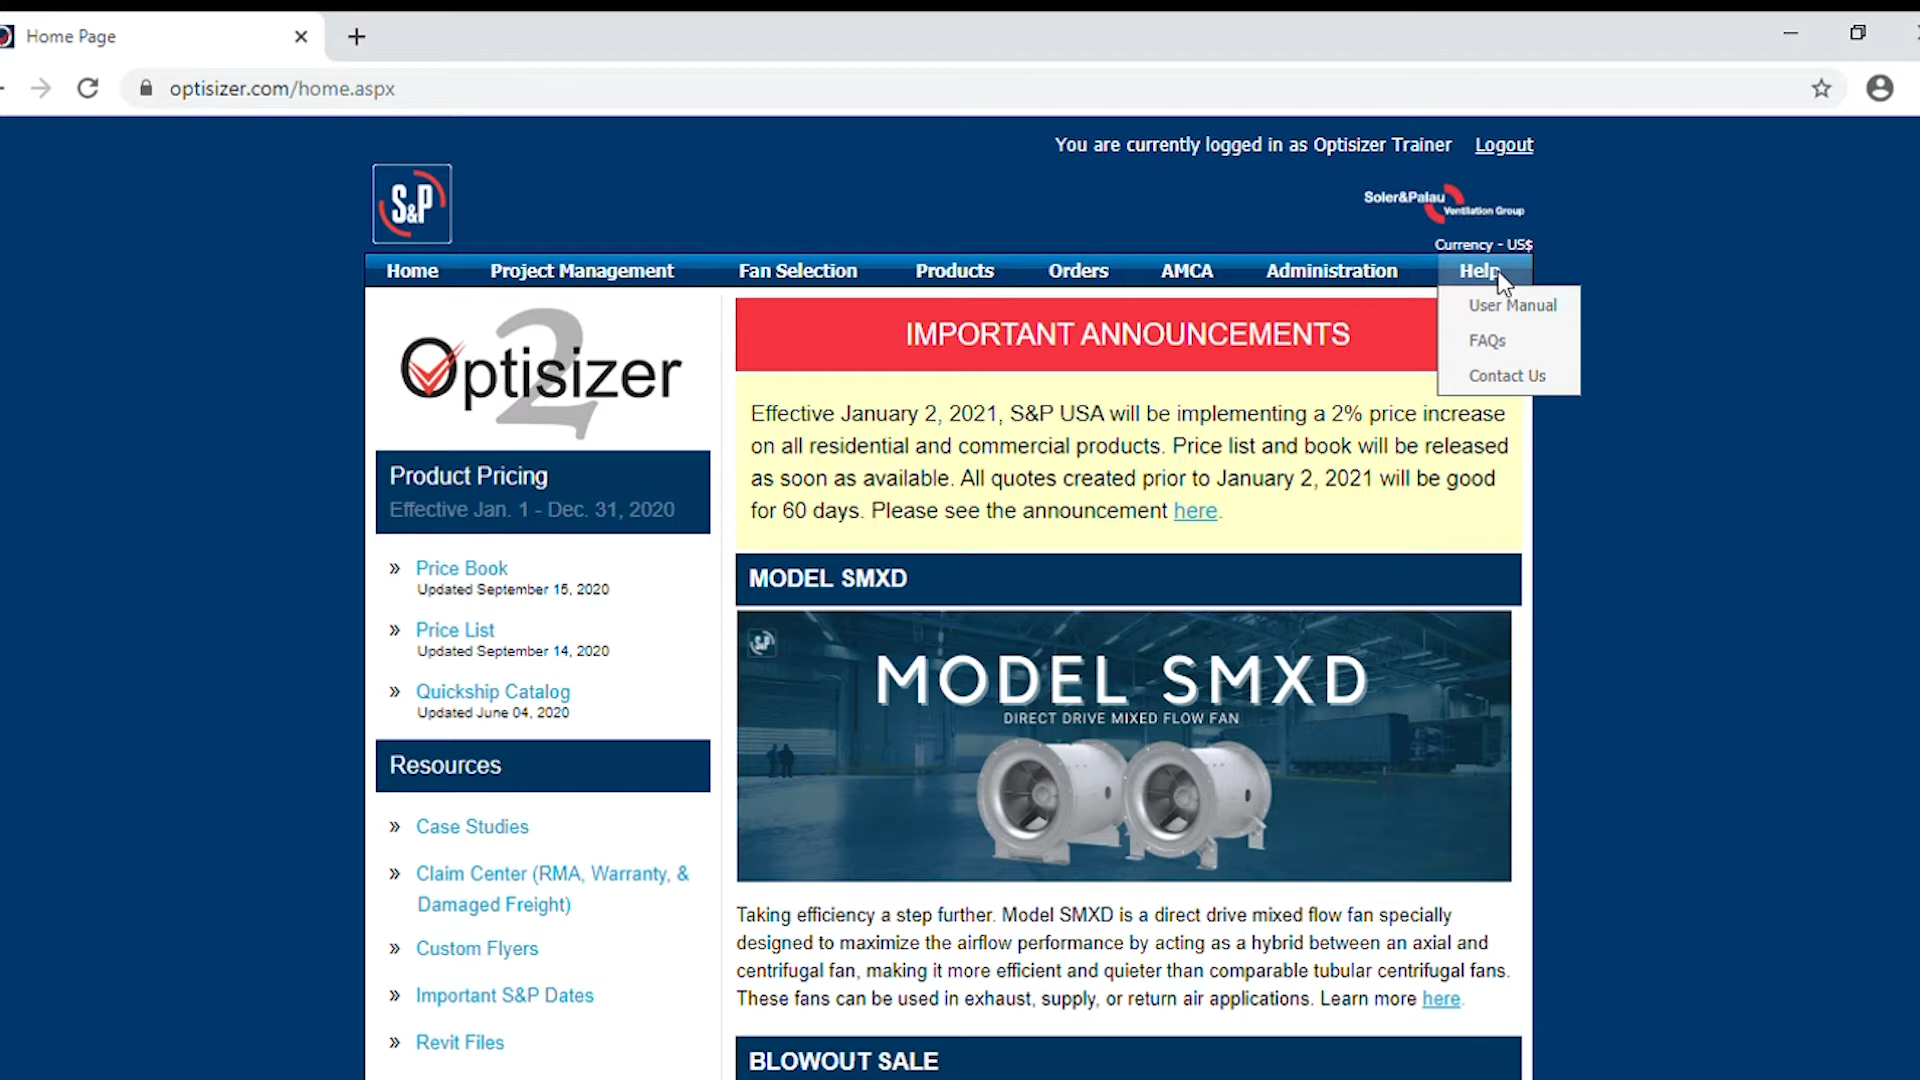 Home Page
optisizer.com/home.aspx
You are currently logged in as Optisizer Trainer Logout
S&P
Soler&Palau
Ventilation Group
Currency - US$
Home Project Management Fan Selection Products Orders AMCA Administration Help
User Manual
FAQs
Contact Us
Optisizer 2
IMPORTANT ANNOUNCEMENTS
Effective January 2, 2021, S&P USA will be implementing a 2% price increase
on all residential and commercial products. Price list and book will be released
as soon as available. All quotes created prior to January 2, 2021 will be good
for 60 days. Please see the announcement here.
Product Pricing
Effective Jan. 1 - Dec. 31, 2020
» Price Book
Updated September 15, 2020
» Price List
Updated September 14, 2020
» Quickship Catalog
Updated June 04, 2020
Resources
» Case Studies
» Claim Center (RMA, Warranty, &
Damaged Freight)
» Custom Flyers
» Important S&P Dates
» Revit Files
MODEL SMXD
S&P
MODEL SMXD
DIRECT DRIVE MIXED FLOW FAN
Taking efficiency a step further. Model SMXD is a direct drive mixed flow fan specially
designed to maximize the airflow performance by acting as a hybrid between an axial and
centrifugal fan, making it more efficient and quieter than comparable tubular centrifugal fans.
These fans can be used in exhaust, supply, or return air applications. Learn more here.
BLOWOUT SALE